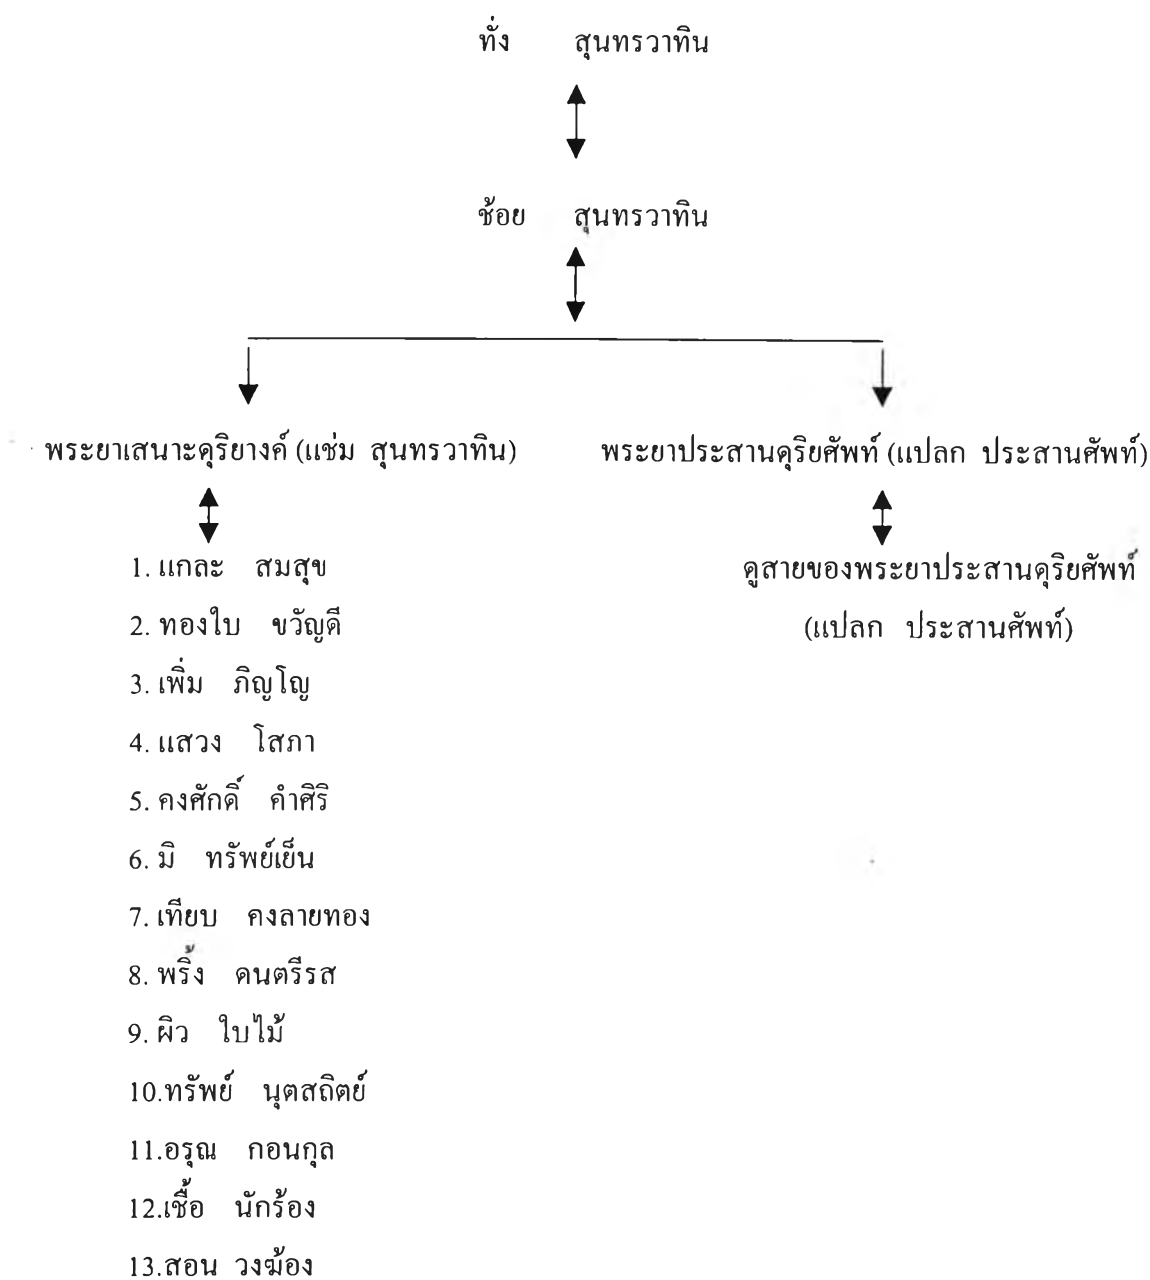 ทั่ง สุนทรวาทิน
ช้อย สุนทรวาทิน
พระยาเสนาะดุริยางค์ (แช่ม สุนทรวาทิน)
พระยาประสานดุริยศัพท์ (แปลก ประสานศัพท์)
1. แกละ สมสุข
2. ทองใบ ขวัญดี
3. เพิ่ม ภิญโญ
4. แสวง โสภา
5. คงศักดิ์ คำศิริ
6. มิ ทรัพย์เย็น
7. เทียบ คงลายทอง
8. พริ้ง ดนตรีรส
9. ผิว ใบไม้
10.ทรัพย์ นุตสถิตย์
11.อรุณ กอนกุล
12.เชื้อ นักร้อง
13.สอน วงฆ้อง
ดูสายของพระยาประสานดุริยศัพท์
(แปลก ประสานศัพท์)